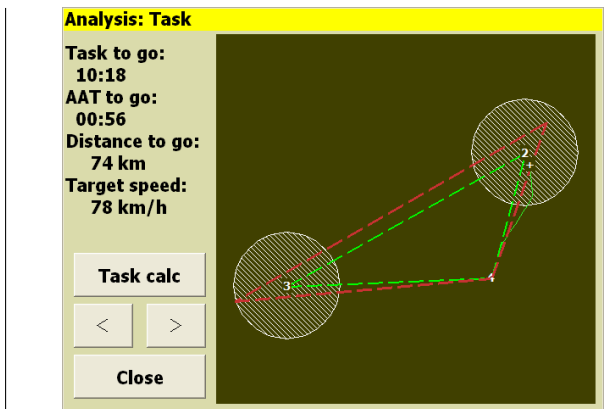 Analysis: Task
Task to go:
10:18
AAT to go:
00:56
Distance to go:
74 km
Target speed:
78 km/h
Task calc
< >
Close
2
+
3
4